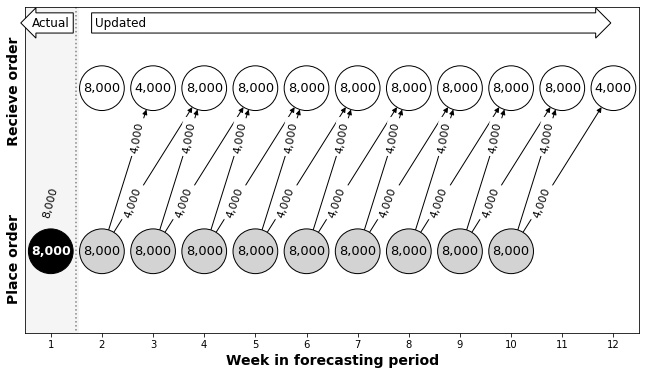 Actual
Updated
Recieve order
8,000 4,000 8,000 8,000 8,000 8,000 8,000 8,000 8,000 8,000 4,000
4,000 4,000 4,000 4,000 4,000 4,000 4,000 4,000 4,000
8,000 4,000 4,000 4,000 4,000 4,000 4,000 4,000 4,000 4,000
Place order
8,000 8,000 8,000 8,000 8,000 8,000 8,000 8,000 8,000 8,000
1 2 3 4 5 6 7 8 9 10 11 12
Week in forecasting period